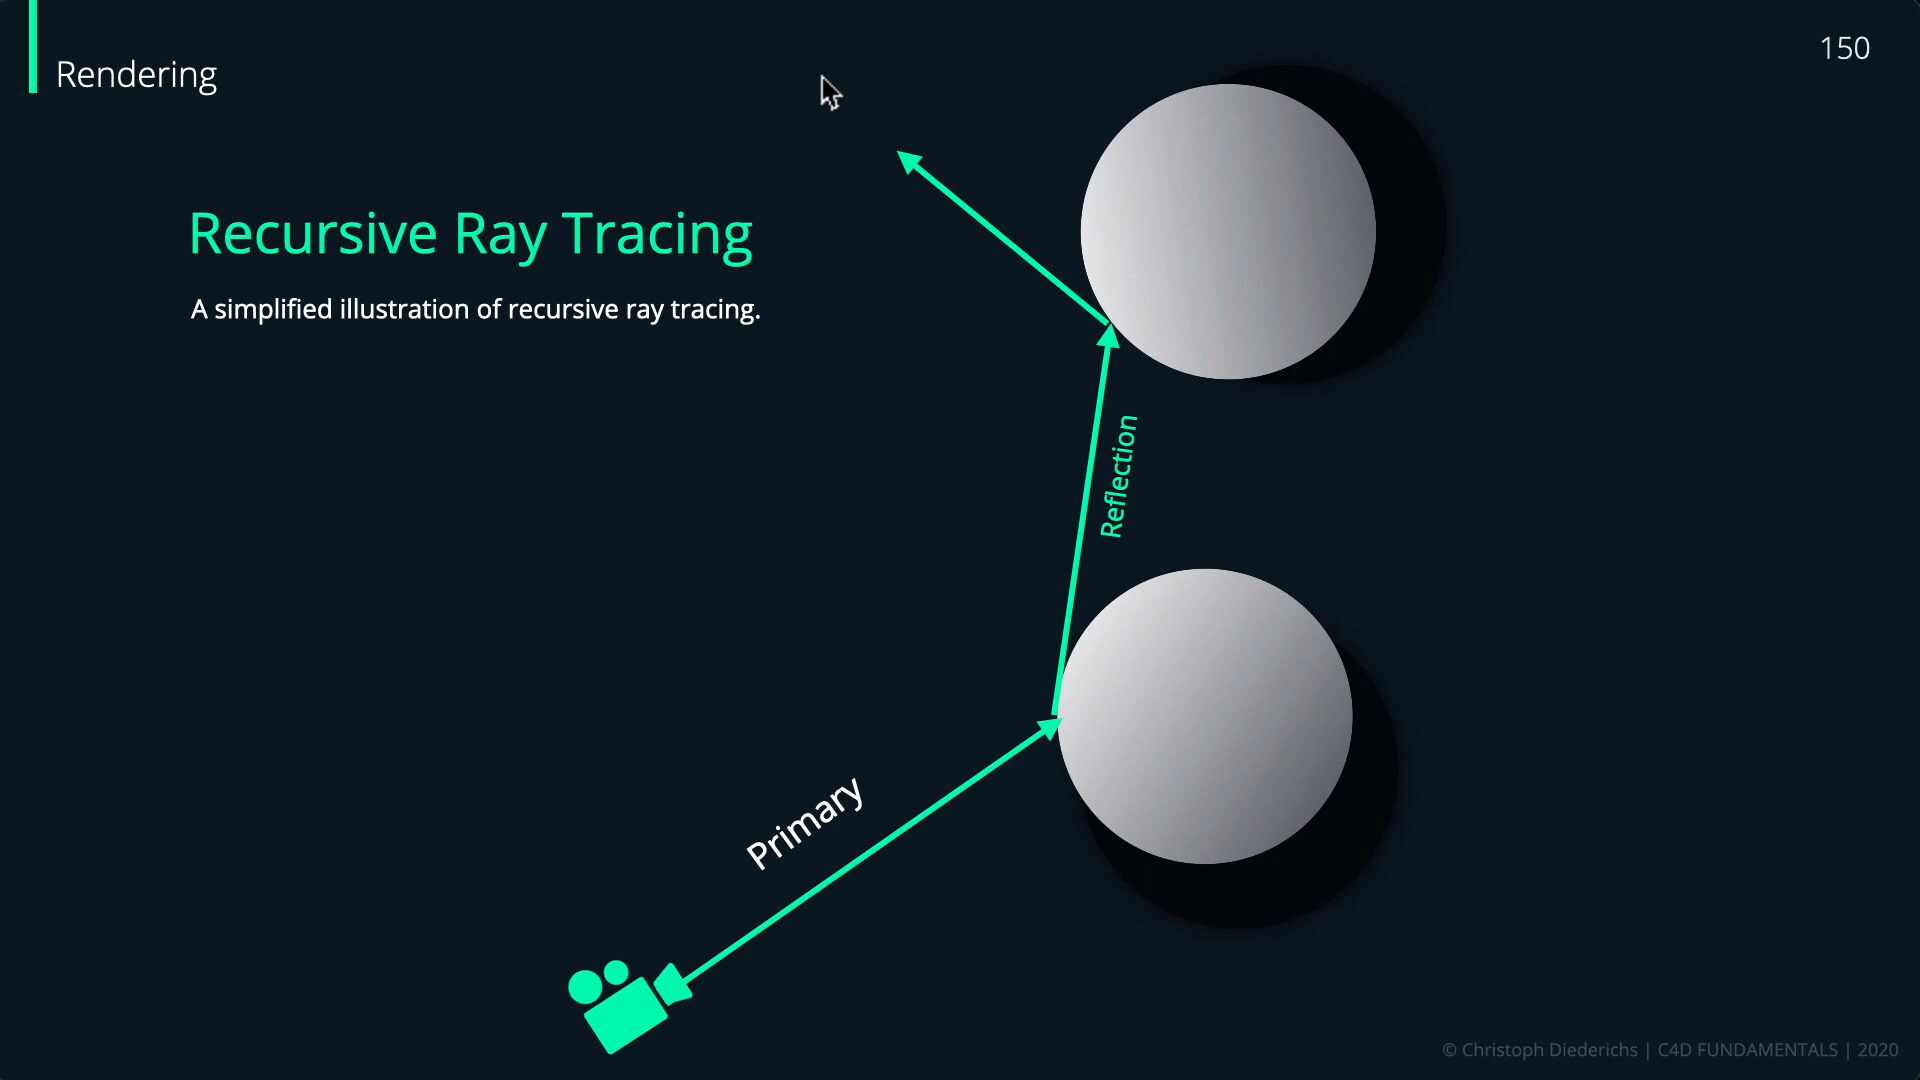 Rendering
150
Recursive Ray Tracing
A simplified illustration of recursive ray tracing.
Reflection
Primary
© Christoph Diederichs | C4D FUNDAMENTALS | 2020